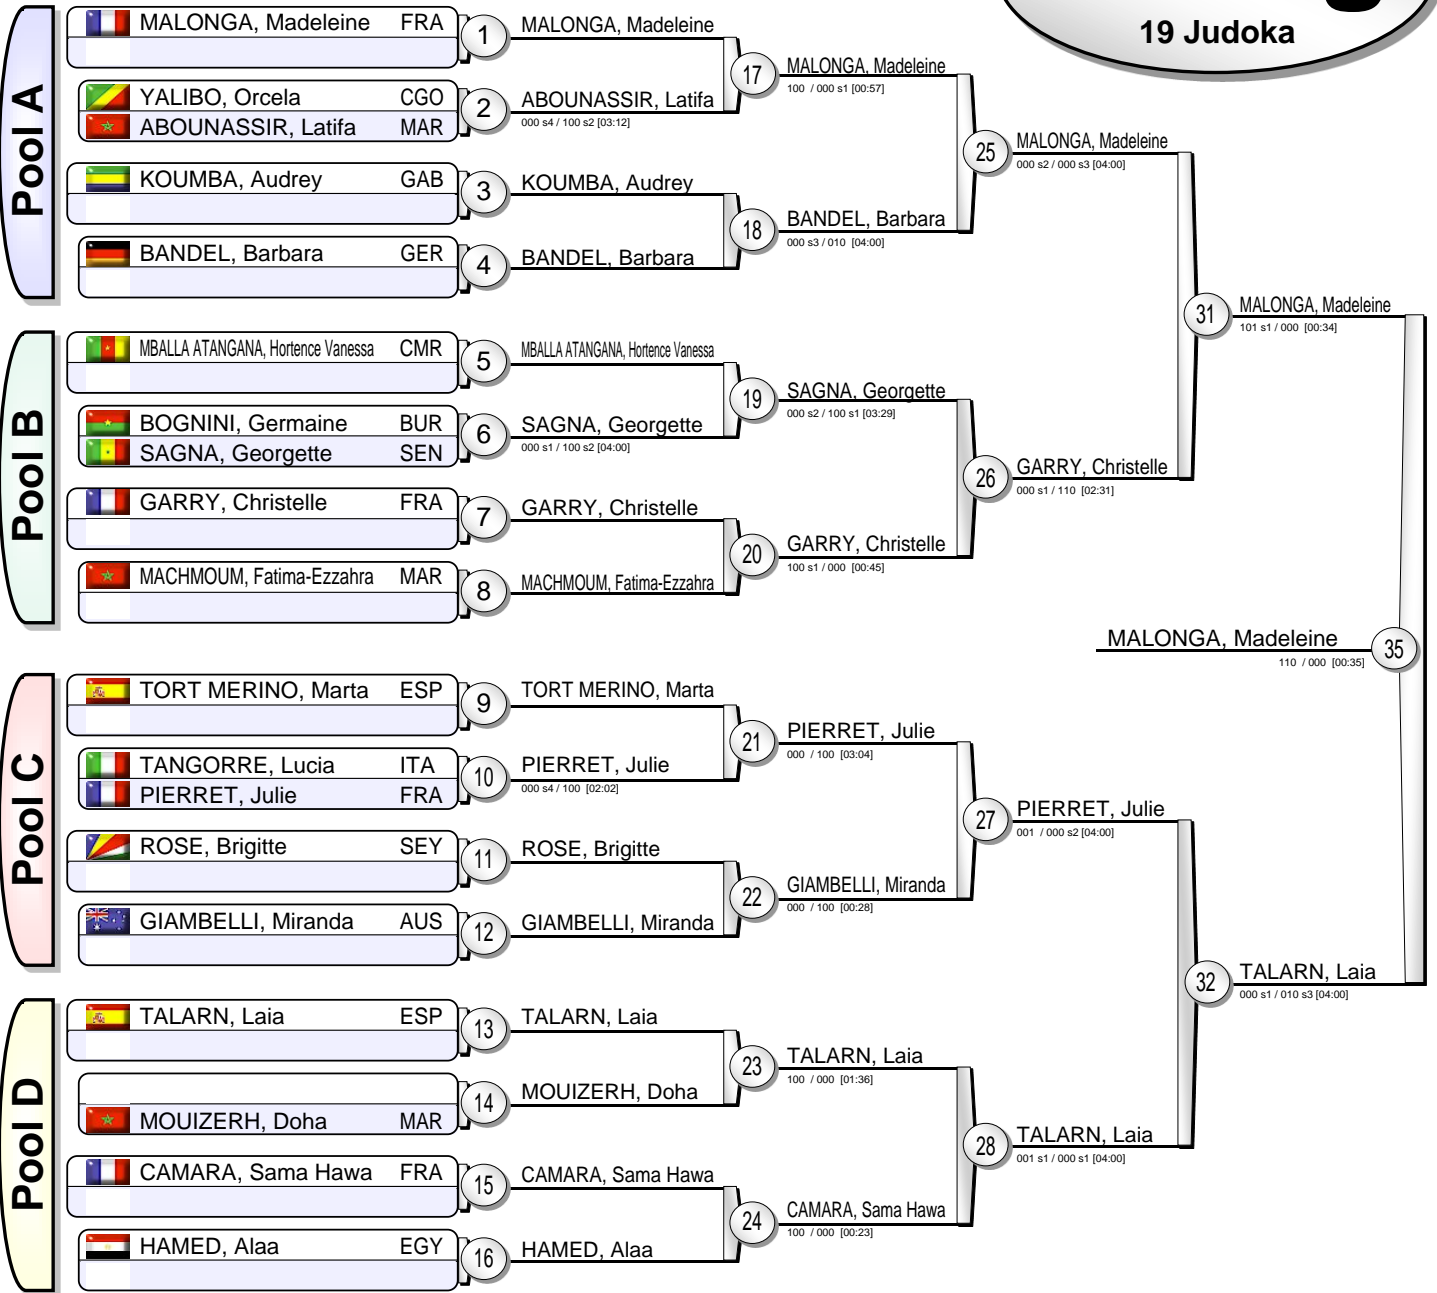 19 Judoka
Pool A
MALONGA, Madeleine FRA
1
MALONGA, Madeleine
YALIBO, Orcela CGO
ABOUNASSIR, Latifa MAR
2
ABOUNASSIR, Latifa
000 s4 / 100 s2 [03:12]
17
MALONGA, Madeleine
100 / 000 s1 [00:57]
KOUMBA, Audrey GAB
3
KOUMBA, Audrey
BANDEL, Barbara GER
4
BANDEL, Barbara
18
BANDEL, Barbara
000 s3 / 010 [04:00]
25
MALONGA, Madeleine
000 s2 / 000 s3 [04:00]
Pool B
MBALLA ATANGANA, Hortence Vanessa CMR
5
MBALLA ATANGANA, Hortence Vanessa
BOGNINI, Germaine BUR
SAGNA, Georgette SEN
6
SAGNA, Georgette
000 s1 / 100 s2 [04:00]
19
SAGNA, Georgette
000 s2 / 100 s1 [03:29]
GARRY, Christelle FRA
7
GARRY, Christelle
MACHMOUM, Fatima-Ezzahra MAR
8
MACHMOUM, Fatima-Ezzahra
20
GARRY, Christelle
100 s1 / 000 [00:45]
26
GARRY, Christelle
000 s1 / 110 [02:31]
31
MALONGA, Madeleine
101 s1 / 000 [00:34]
MALONGA, Madeleine
110 / 000 [00:35]
35
Pool C
TORT MERINO, Marta ESP
9
TORT MERINO, Marta
TANGORRE, Lucia ITA
PIERRET, Julie FRA
10
PIERRET, Julie
000 s4 / 100 [02:02]
21
PIERRET, Julie
000 / 100 [03:04]
ROSE, Brigitte SEY
11
ROSE, Brigitte
GIAMBELLI, Miranda AUS
12
GIAMBELLI, Miranda
22
GIAMBELLI, Miranda
000 / 100 [00:28]
27
PIERRET, Julie
001 / 000 s2 [04:00]
Pool D
TALARN, Laia ESP
13
TALARN, Laia
MOUIZERH, Doha MAR
14
MOUIZERH, Doha
23
TALARN, Laia
100 / 000 [01:36]
CAMARA, Sama Hawa FRA
15
CAMARA, Sama Hawa
HAMED, Alaa EGY
16
HAMED, Alaa
24
CAMARA, Sama Hawa
100 / 000 [00:23]
28
TALARN, Laia
001 s1 / 000 s1 [04:00]
32
TALARN, Laia
000 s1 / 010 s3 [04:00]